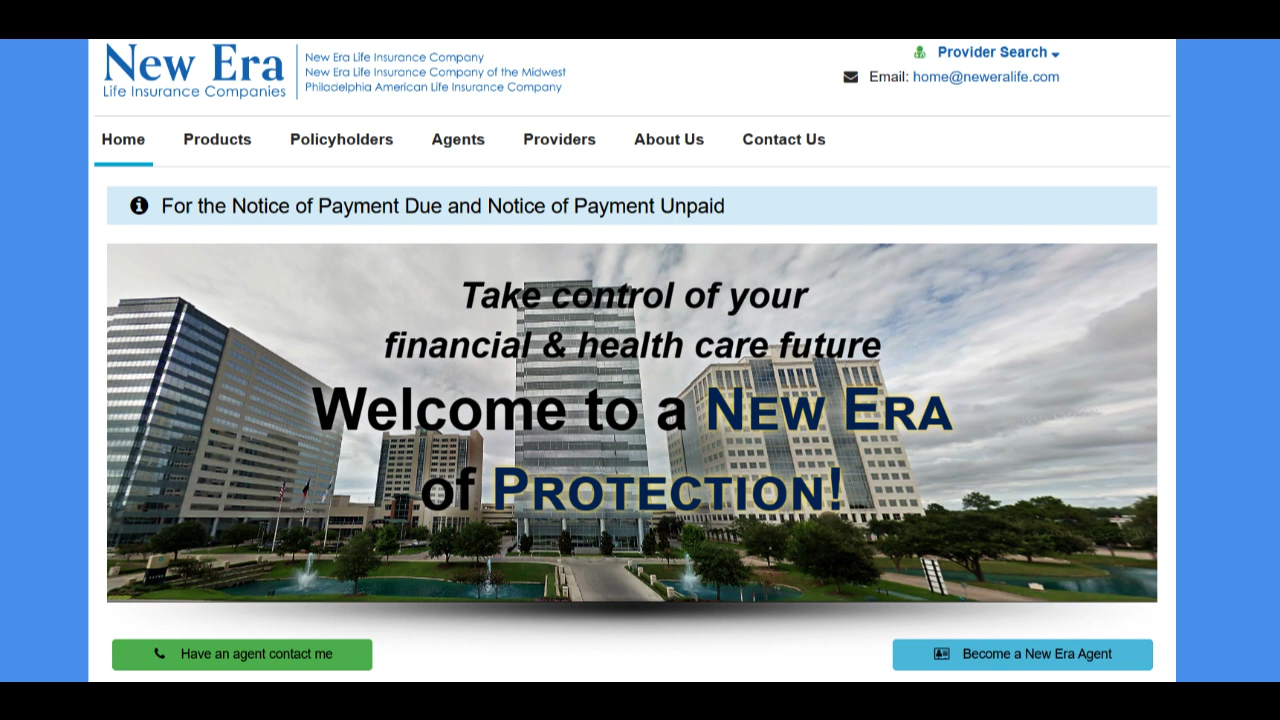 New Era
Life Insurance Companies
New Era Life Insurance Company
New Era Life Insurance Company of the Midwest
Philadelphia American Life Insurance Company
Provider Search
Email: home@neweralife.com
Home Products Policyholders Agents Providers About Us Contact Us
For the Notice of Payment Due and Notice of Payment Unpaid
Take control of your
financial & health care future
Welcome to a NEW ERA
of PROTECTION!
Have an agent contact me
Become a New Era Agent